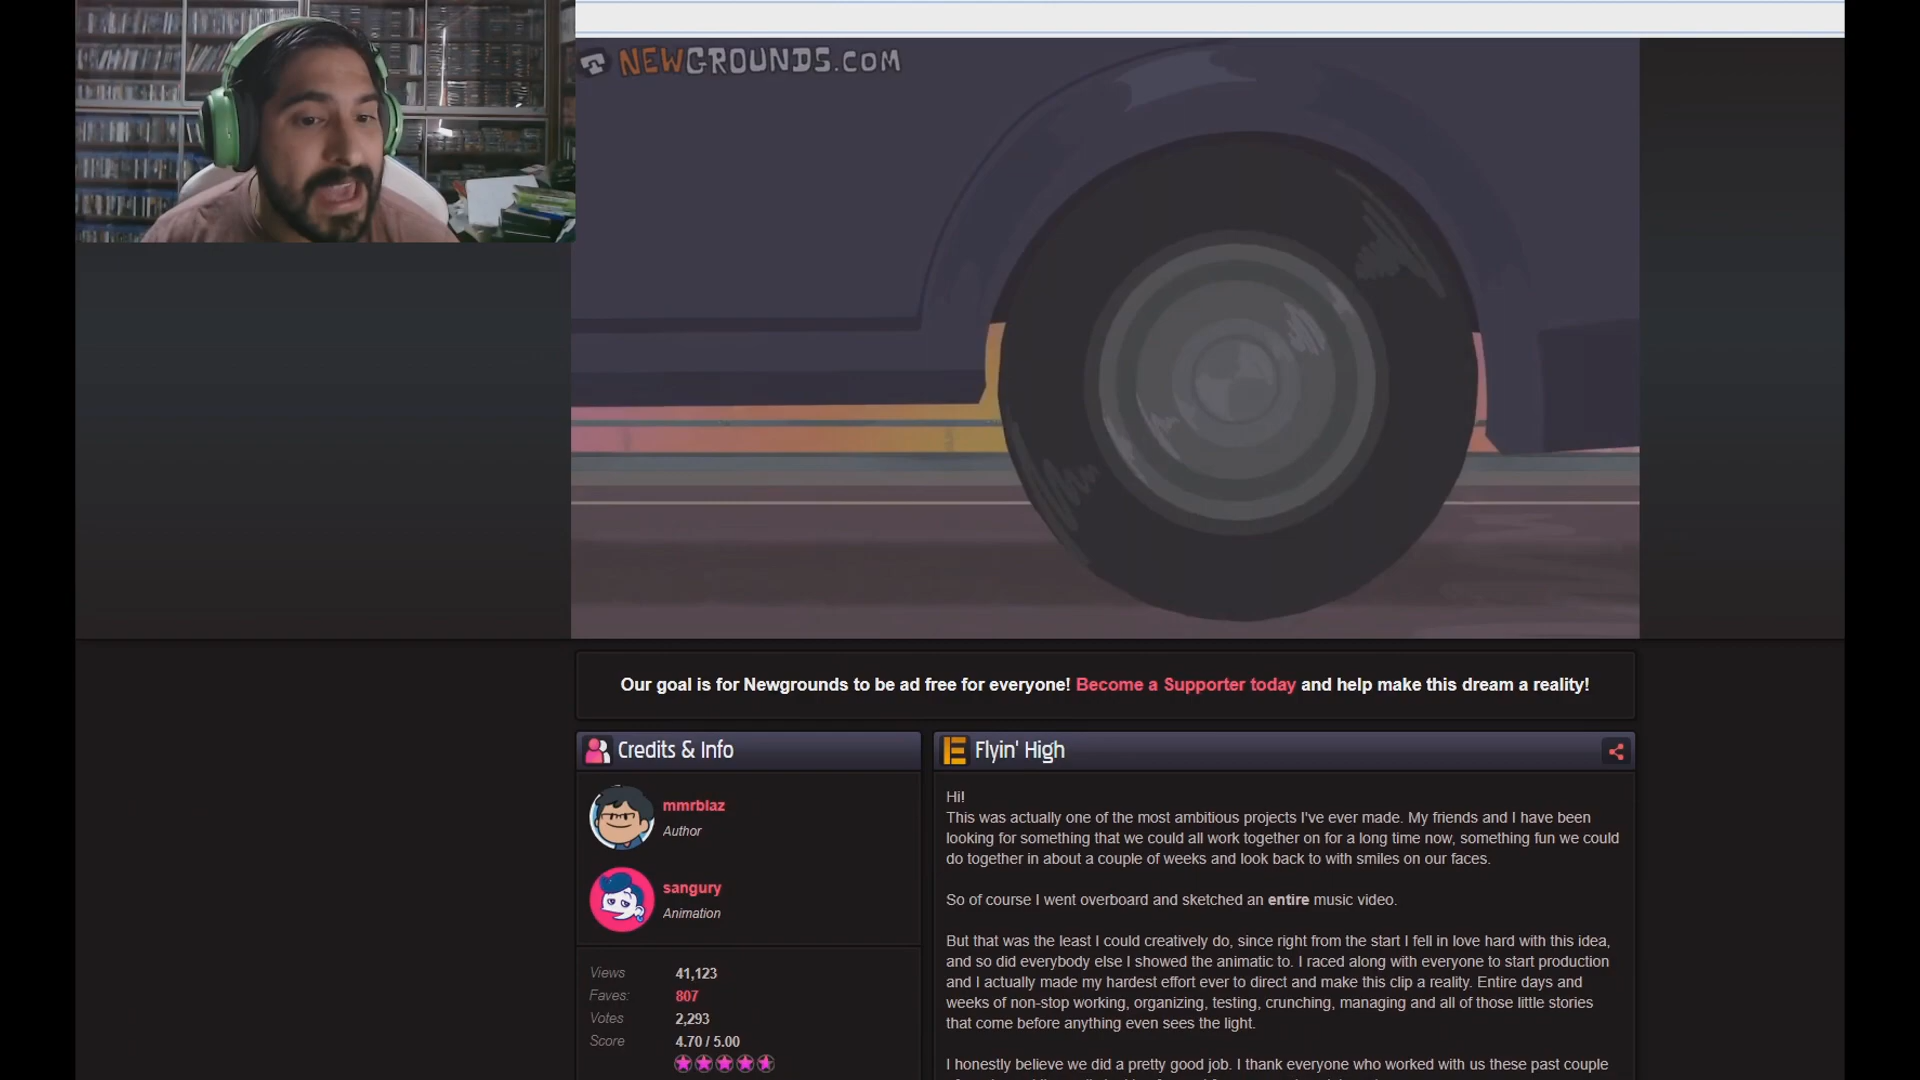 NEWGROUNDS.COM
Our goal is for Newgrounds to be ad free for everyone! Become a Supporter today and help make this dream a reality!
Credits & Info
mmrblaz
Author
sangury
Animation
Views 41,123
Faves: 807
Votes 2,293
Score 4.70 / 5.00
E Flyin' High
Hi!
This was actually one of the most ambitious projects I've ever made. My friends and I have been
looking for something that we could all work together on for a long time now, something fun we could
do together in about a couple of weeks and look back to with smiles on our faces.
So of course I went overboard and sketched an entire music video.
But that was the least I could creatively do, since right from the start I fell in love hard with this idea,
and so did everybody else I showed the animatic to. I raced along with everyone to start production
and I actually made my hardest effort ever to direct and make this clip a reality. Entire days and
weeks of non-stop working, organizing, testing, crunching, managing and all of those little stories
that come before anything even sees the light.
I honestly believe we did a pretty good job. I thank everyone who worked with us these past couple